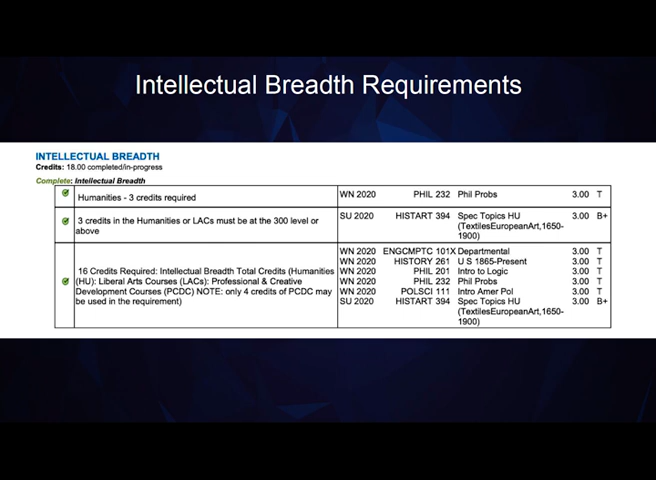 Intellectual Breadth Requirements
INTELLECTUAL BREADTH
Credits: 18.00 completed/in-progress
Complete: Intellectual Breadth
Humanities - 3 credits required WN 2020 PHIL 232 Phil Probs 3.00 T
3 credits in the Humanities or LACs must be at the 300 level or above SU 2020 HISTART 394 Spec Topics HU 3.00 B+
(TextilesEuropeanArt,1650-
1900)
16 Credits Required: Intellectual Breadth Total Credits (Humanities
(HU): Liberal Arts Courses (LACs): Professional & Creative
Development Courses (PCDC) NOTE: only 4 credits of PCDC may
be used in the requirement)
WN 2020 ENGCMPTC 101X Departmental 3.00 T
WN 2020 HISTORY 261 U S 1865-Present 3.00 T
WN 2020 PHIL 201 Intro to Logic 3.00 T
WN 2020 PHIL 232 Phil Probs 3.00 T
WN 2020 POLSCI 111 Intro Amer Pol 3.00 T
SU 2020 HISTART 394 Spec Topics HU 3.00 B+
(TextilesEuropeanArt,1650-
1900)